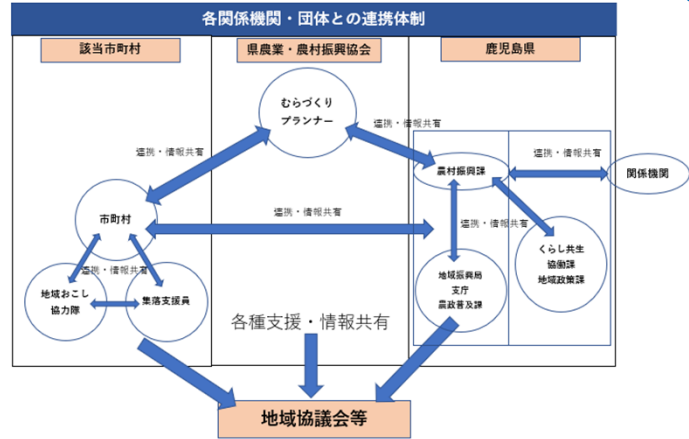 各関係機関・団体との連携体制
該当市町村
県農業・農村振興協会
鹿児島県
むらづくり
プランナー
連携・情報共有
連携・情報共有
連携・情報共有
農村振興課
関係機関
市町村
連携・情報共有
連携・情報共有
くらし共生
協働課
地域政策課
連携・情報共有
地域おこし
協力隊
集落支援員
地域振興局
支庁
農政普及課
各種支援・情報共有
地域協議会等